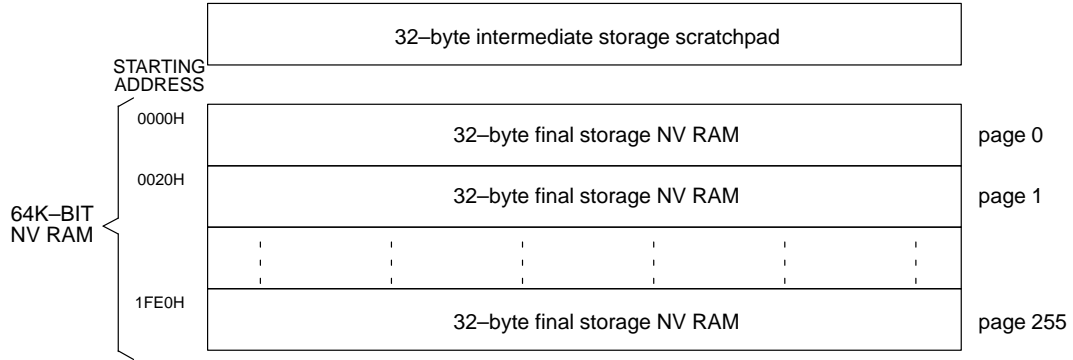 32–byte intermediate storage scratchpad
STARTING
ADDRESS
0000H
32–byte final storage NV RAM
page 0
0020H
32–byte final storage NV RAM
page 1
64K–BIT
NV RAM
1FE0H
32–byte final storage NV RAM
page 255